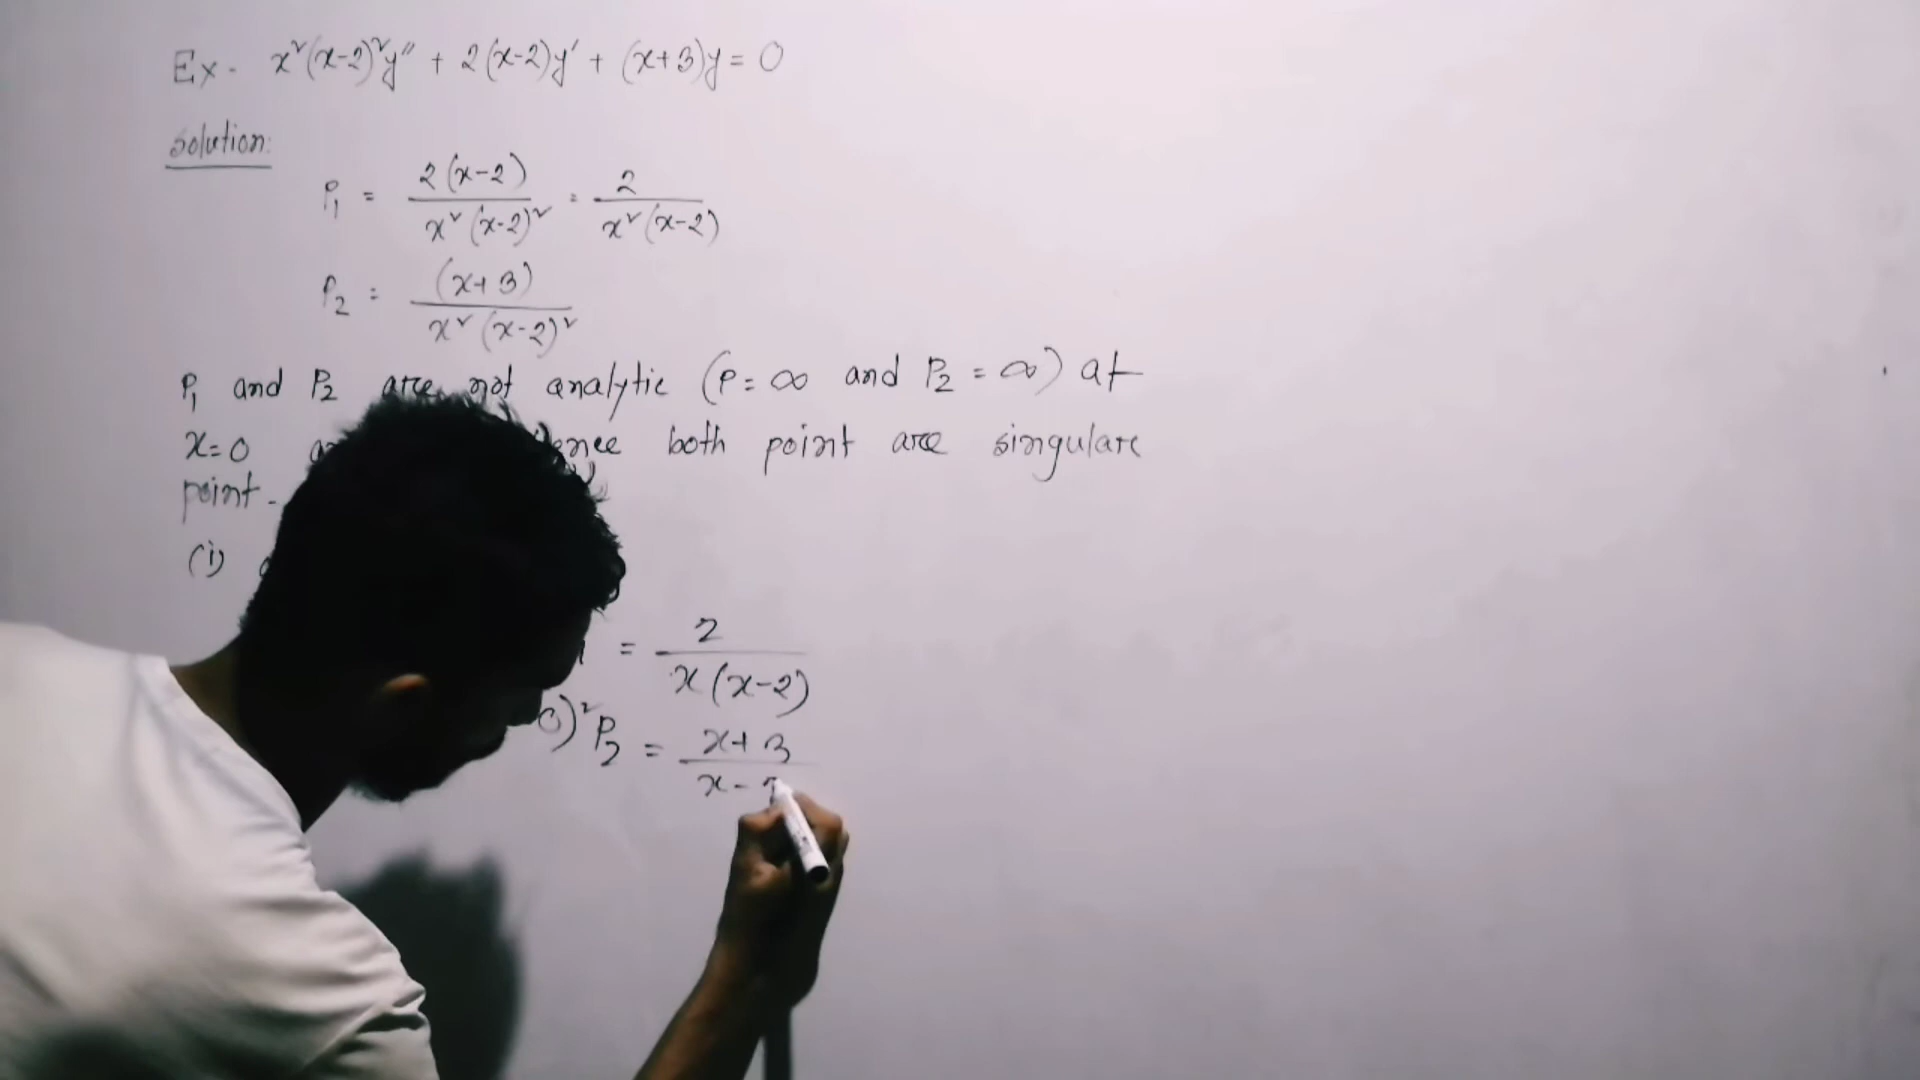 Ex- x²(x-2)²y'' + 2(x-2)y' + (x+3)y = 0
Solution:
P₁ = 2(x-2) / x²(x-2)² = 2 / x²(x-2)
P₂ = (x+3) / x²(x-2)²
P₁ and P₂ are not analytic (P = ∞ and P₂ = ∞) at
x=0 both point are singulare
point-
(i)
= 2 / x(x-2)
)² P₂ = x+3 / x-